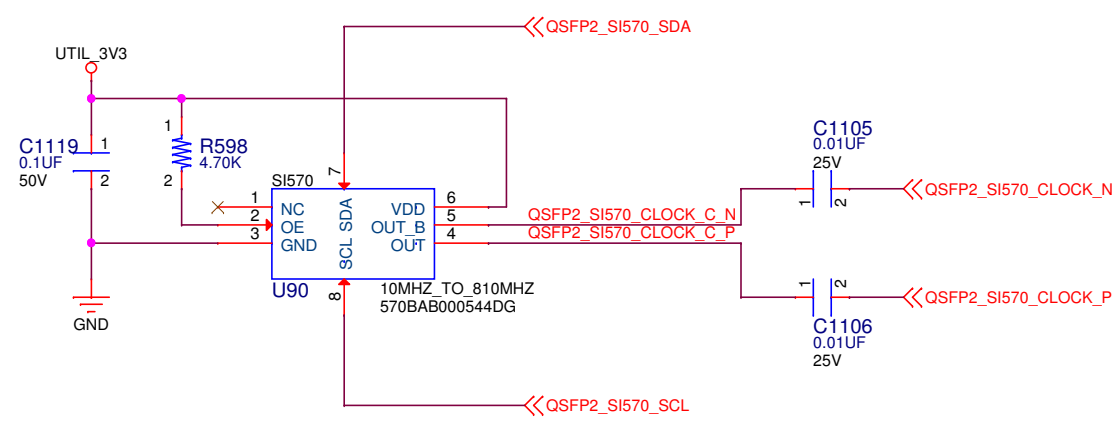 QSFP2_SI570_SDA
UTIL_3V3
C1119
0.1UF
50V
1
2
1
R598
4.70K
2
SI570
7
1
2
3
NC
OE
GND
SDA
SCL
VDD
OUT_B
OUT
6
5
4
U90
8
10MHZ_TO_810MHZ
570BAB000544DG
GND
QSFP2_SI570_CLOCK_C_N
QSFP2_SI570_CLOCK_C_P
C1105
0.01UF
25V
1
2
QSFP2_SI570_CLOCK_N
1
2
QSFP2_SI570_CLOCK_P
C1106
0.01UF
25V
QSFP2_SI570_SCL